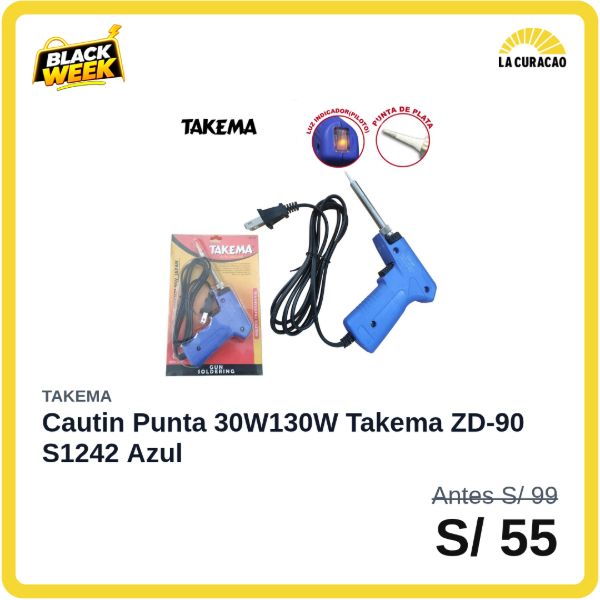 BLACK
WEEK
LA CURACAO
TAKEMA
LUZ INDICADOR(PILOTO)
PUNTA DE PLATA
TAKEMA
GUN
SOLDERING
TAKEMA
Cautin Punta 30W130W Takema ZD-90
S1242 Azul
Antes S/ 99
S/ 55